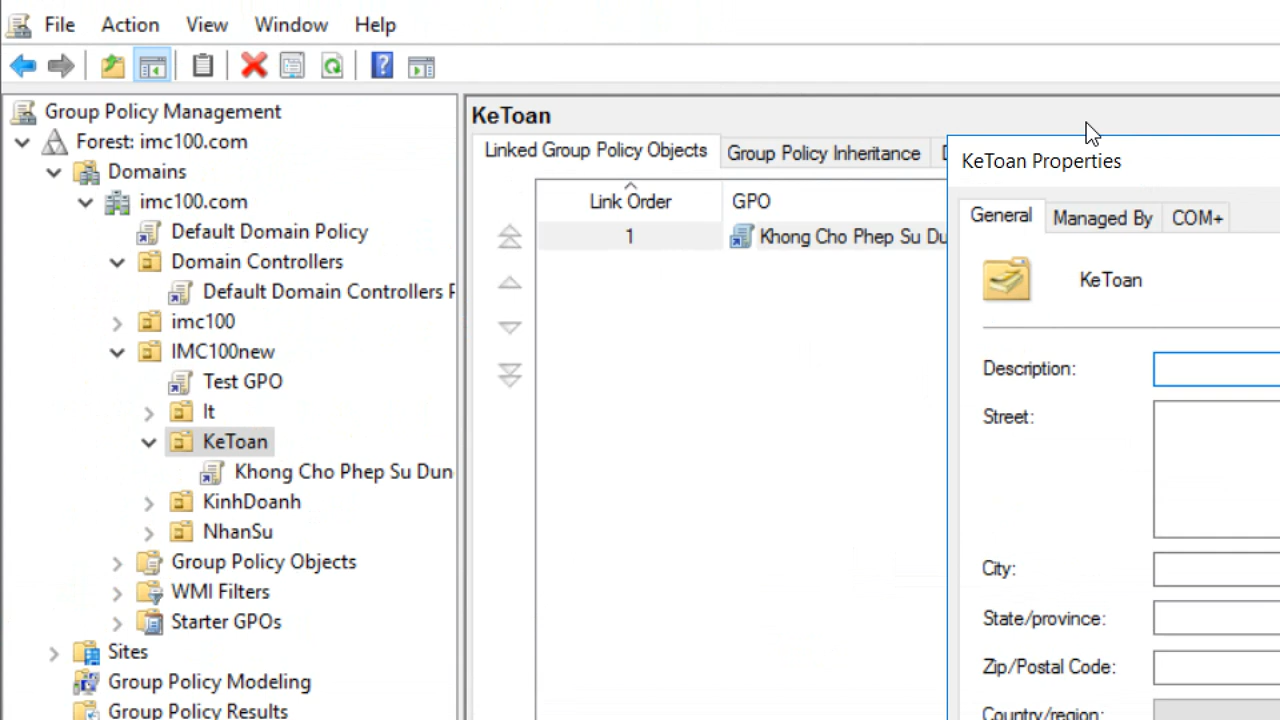 File Action View Window Help
Group Policy Management
Forest: imc100.com
Domains
imc100.com
Default Domain Policy
Domain Controllers
Default Domain Controllers P
imc100
IMC100new
Test GPO
It
KeToan
Khong Cho Phep Su Dun
KinhDoanh
NhanSu
Group Policy Objects
WMI Filters
Starter GPOs
Sites
Group Policy Modeling
Group Policy Results
KeToan
Linked Group Policy Objects Group Policy Inheritance
Link Order GPO
1 Khong Cho Phep Su Du
KeToan Properties
General Managed By COM+
KeToan
Description:
Street:
City:
State/province:
Zip/Postal Code:
Country/region: